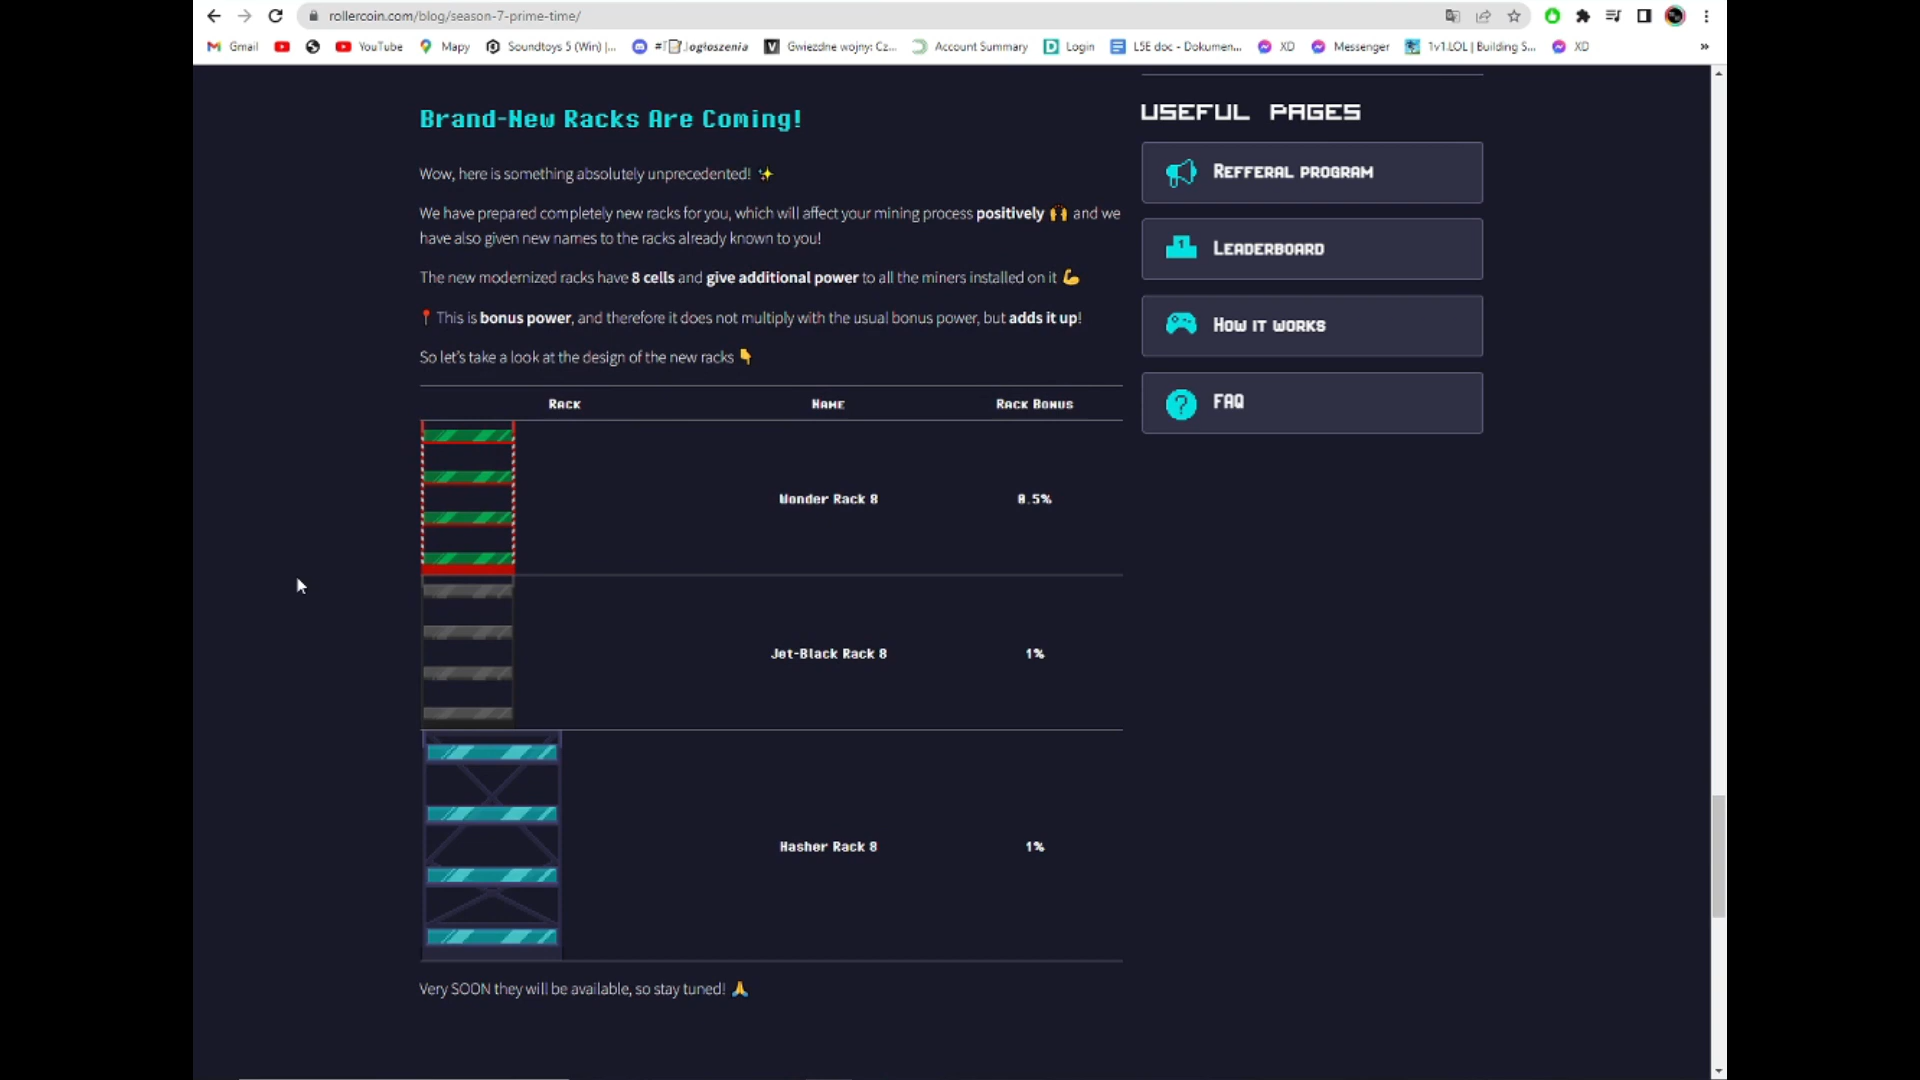 rollercoin.com/blog/season-7-prime-time/
Gmail
YouTube
Mapy
Soundtoys 5 (Win) |...
ogłoszenia
Gwiezdne wojny: Cz...
Account Summary
Login
L5E doc - Dokumen...
XD
Messenger
1v1.LOL | Building S...
XD
»
Brand-New Racks Are Coming!
Wow, here is something absolutely unprecedented! ✨
We have prepared completely new racks for you, which will affect your mining process positively 🙌 and we
have also given new names to the racks already known to you!
The new modernized racks have 8 cells and give additional power to all the miners installed on it 💪
📍 This is bonus power, and therefore it does not multiply with the usual bonus power, but adds it up!
So let's take a look at the design of the new racks 👇
Rack Name Rack Bonus
Wonder Rack 8 0.5%
Jet-Black Rack 8 1%
Hasher Rack 8 1%
Very SOON they will be available, so stay tuned! 🙏
USEFUL PAGES
Refferal program
Leaderboard
How it works
FAQ